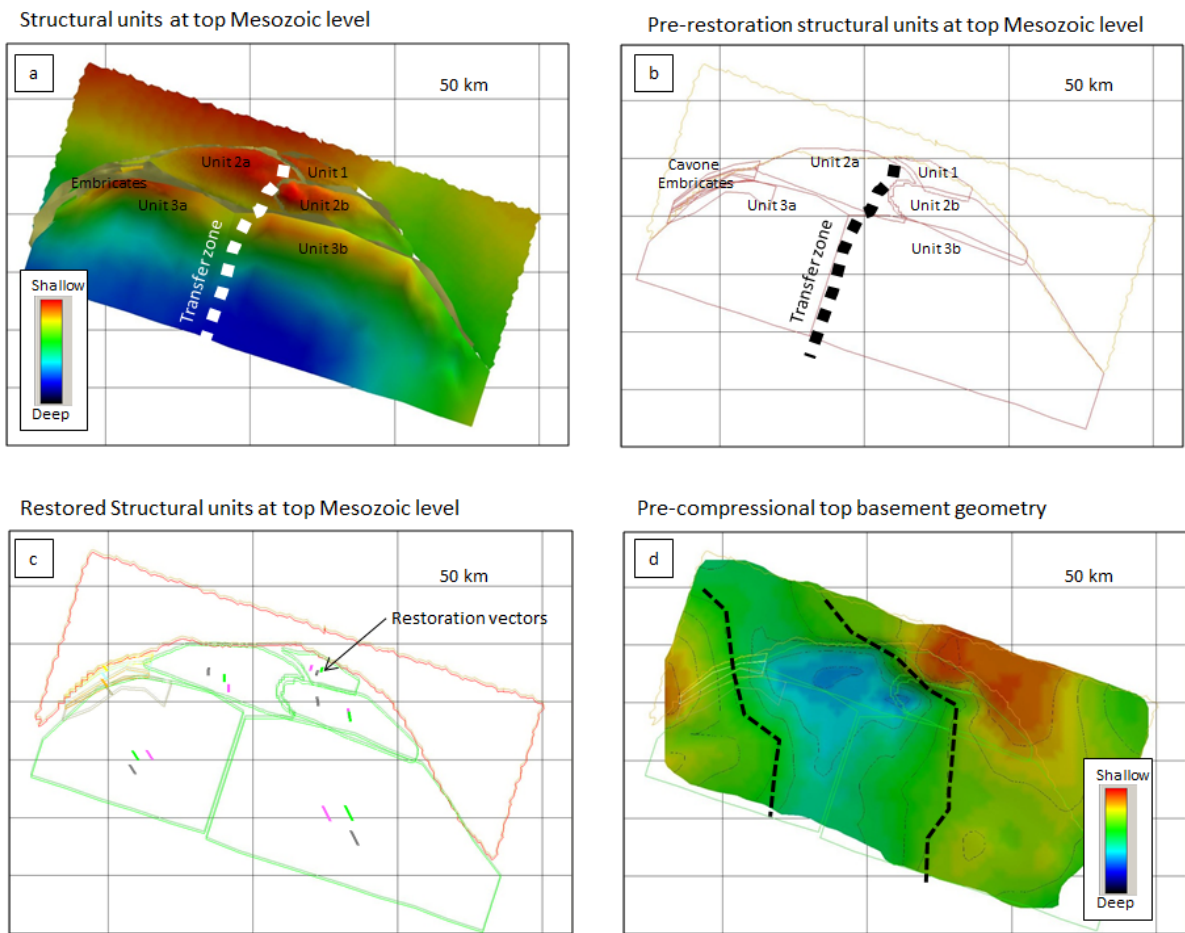 Structural units at top Mesozoic level
a
50 km
Unit 2a
Unit 1
Embricates
Unit 2b
Unit 3a
Unit 3b
Transfer zone
Shallow
Deep
Pre-restoration structural units at top Mesozoic level
b
50 km
Unit 2a
Cavone
Embricates
Unit 1
Unit 3a
Unit 2b
Unit 3b
Transfer zone
Restored Structural units at top Mesozoic level
c
50 km
Restoration vectors
Pre-compressional top basement geometry
d
50 km
Shallow
Deep